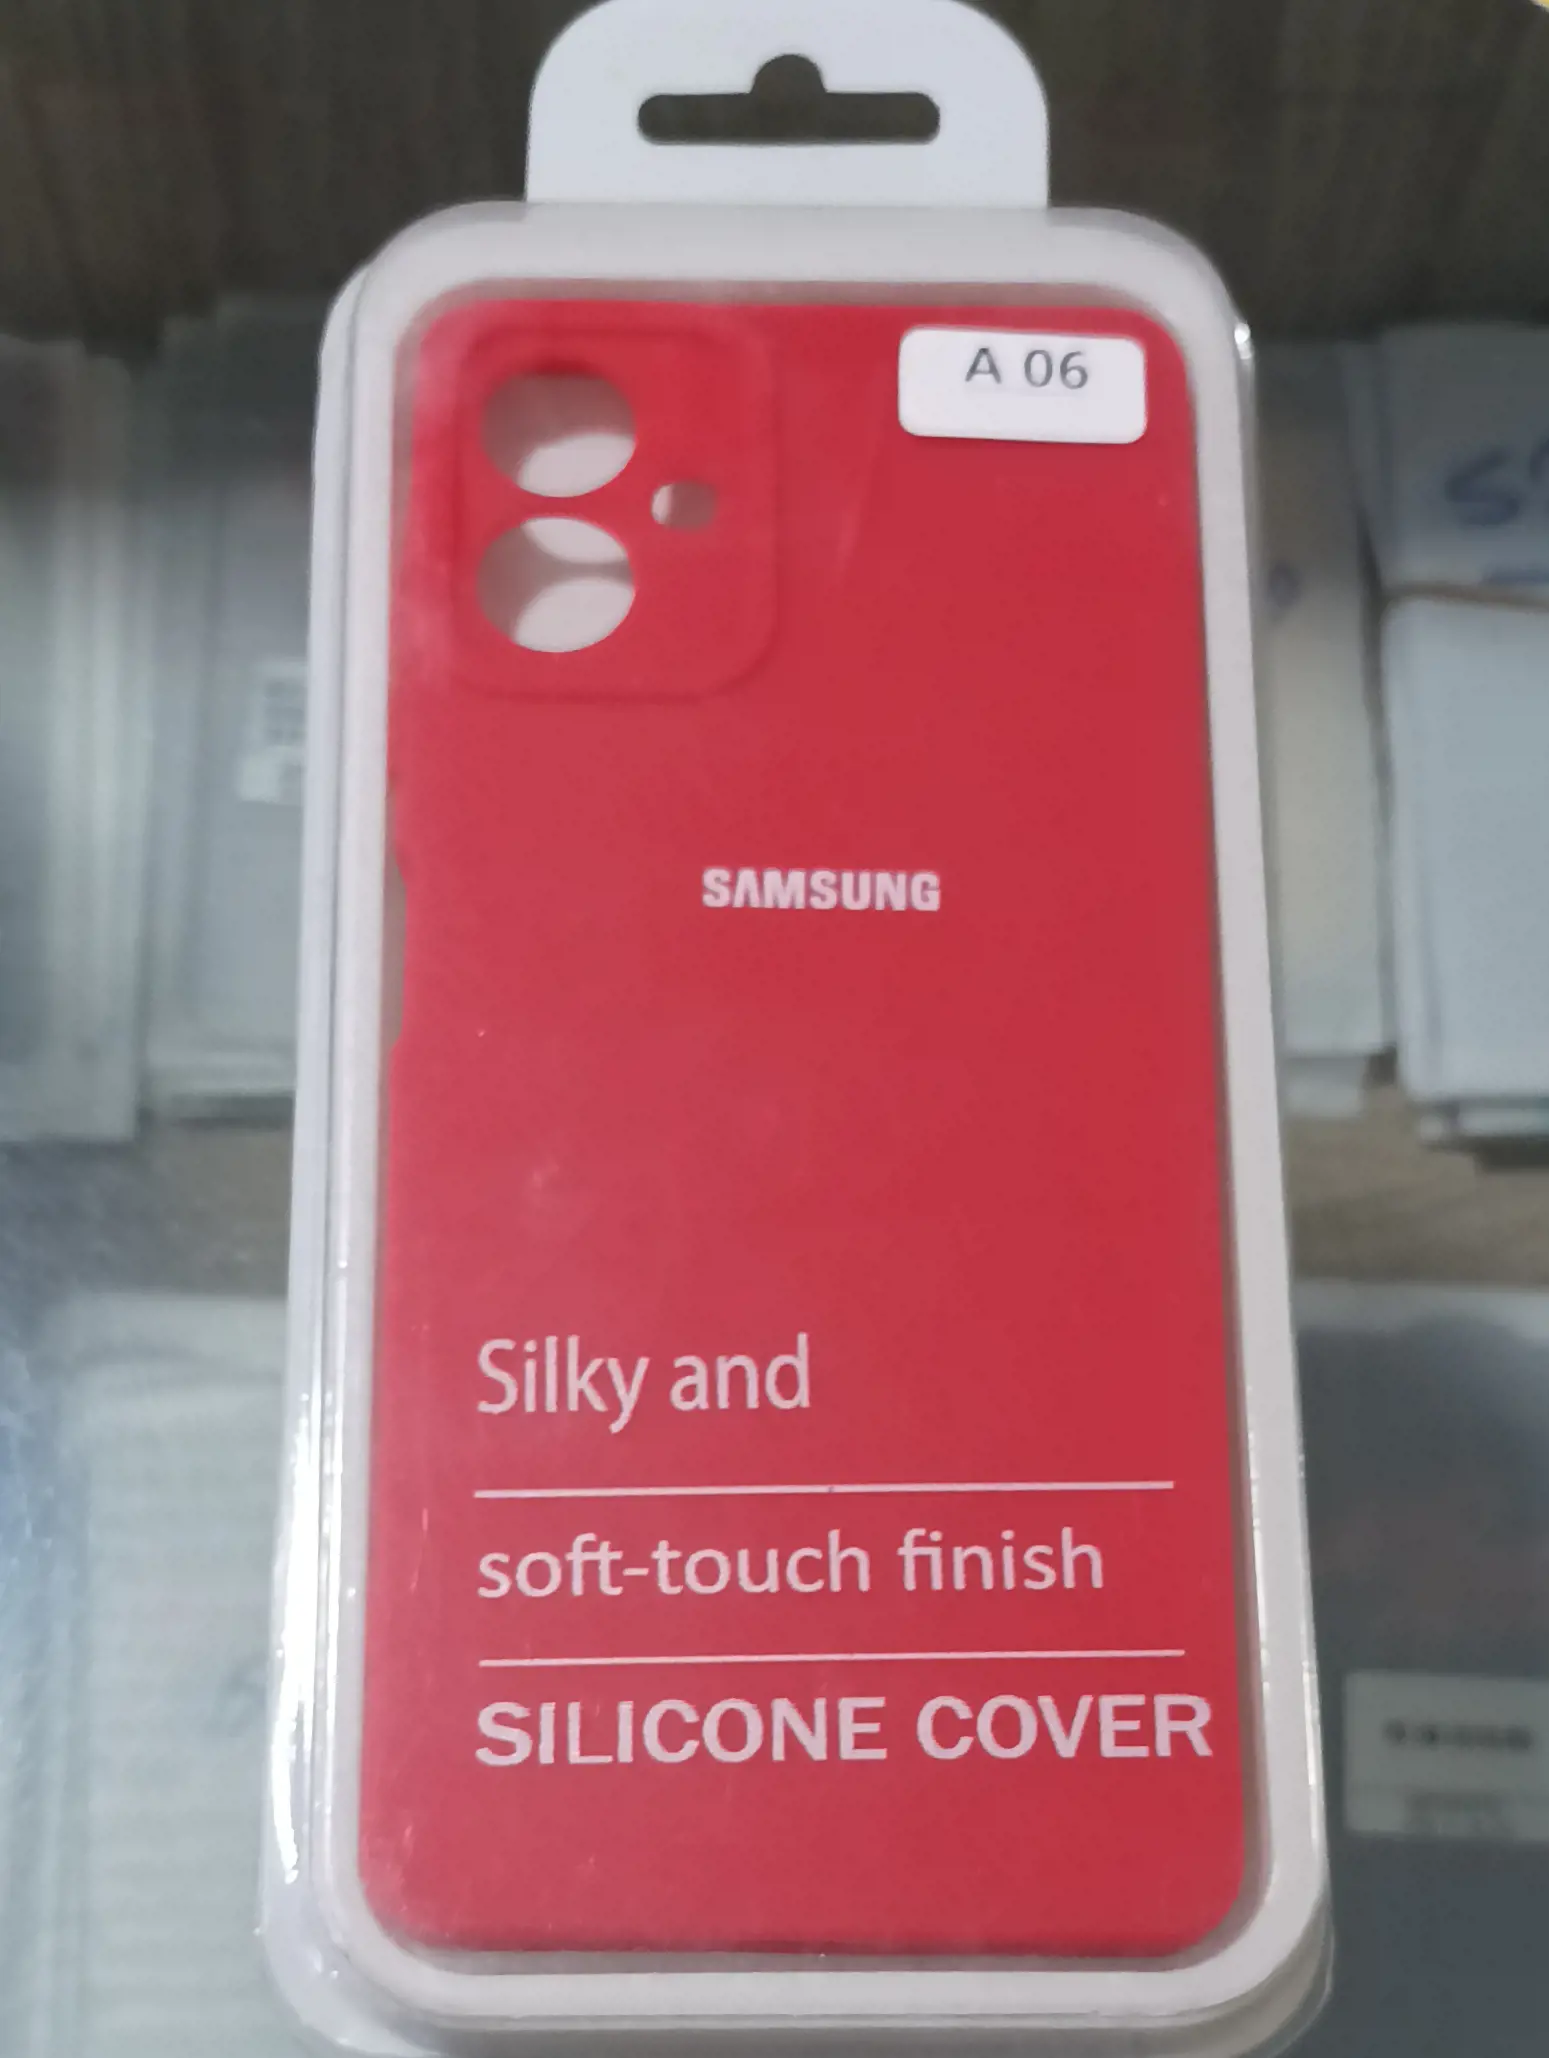 A 06
SAMSUNG
Silky and
soft-touch finish
SILICONE COVER